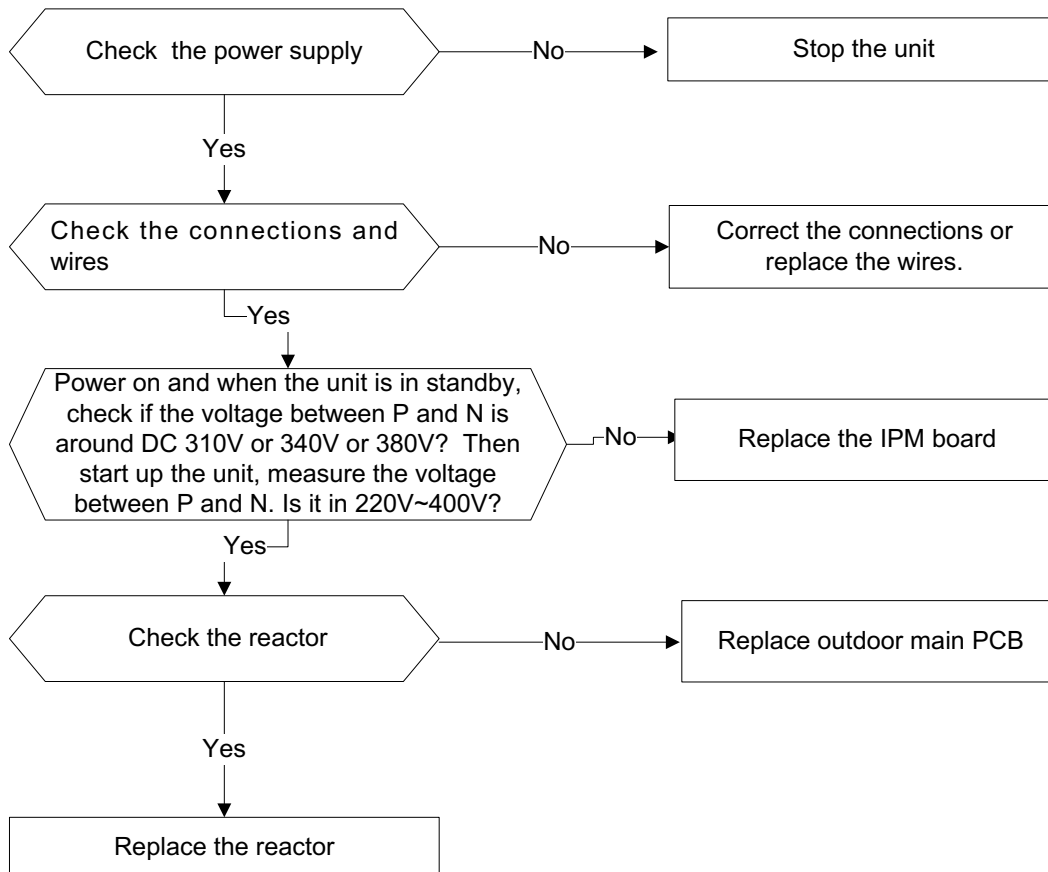 Check the power supply
No
Stop the unit
Yes
Check the connections and
wires
No
Correct the connections or
replace the wires.
Yes
Power on and when the unit is in standby,
check if the voltage between P and N is
around DC 310V or 340V or 380V? Then
start up the unit, measure the voltage
between P and N. Is it in 220V~400V?
No
Replace the IPM board
Yes
Check the reactor
No
Replace outdoor main PCB
Yes
Replace the reactor